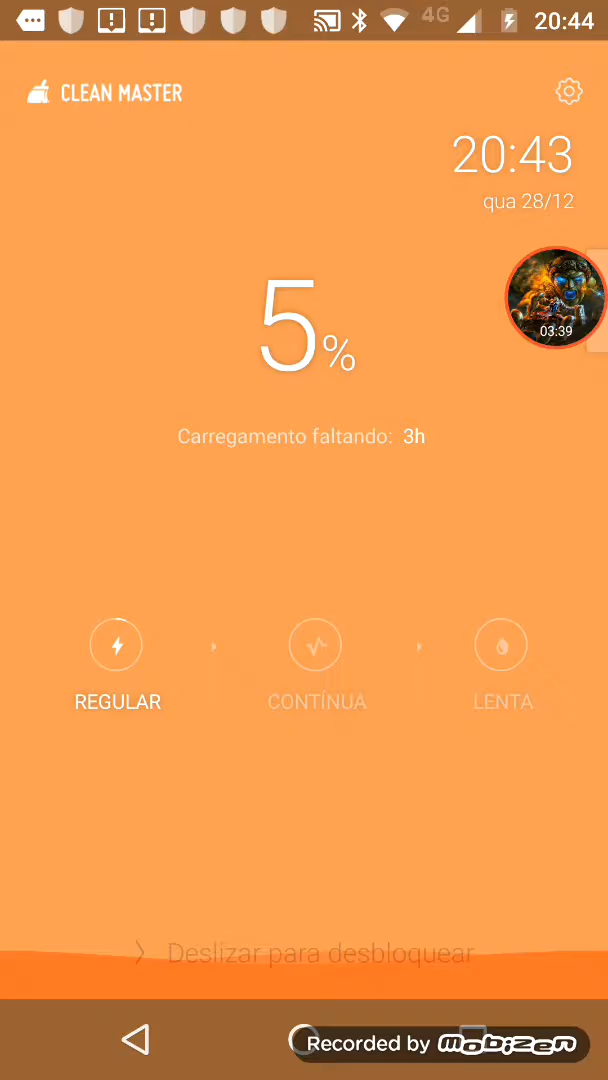 4G
20:44
CLEAN MASTER
20:43
qua 28/12
5%
03:39
Carregamento faltando: 3h
REGULAR
CONTÍNUA
LENTA
Deslizar para desbloquear
Recorded by mobizen